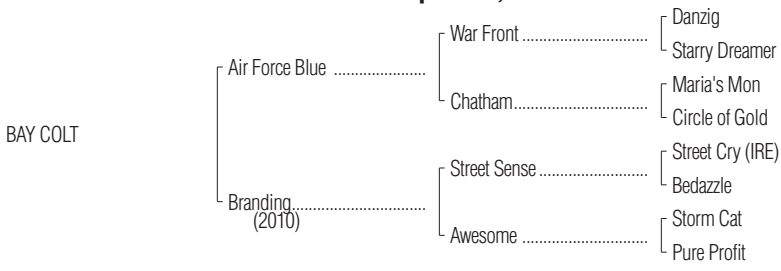 Danzig
War Front
Starry Dreamer
Air Force Blue
Maria's Mon
Chatham
Circle of Gold
BAY COLT
Street Cry (IRE)
Street Sense
Bedazzle
Branding
(2010)
Storm Cat
Awesome
Pure Profit